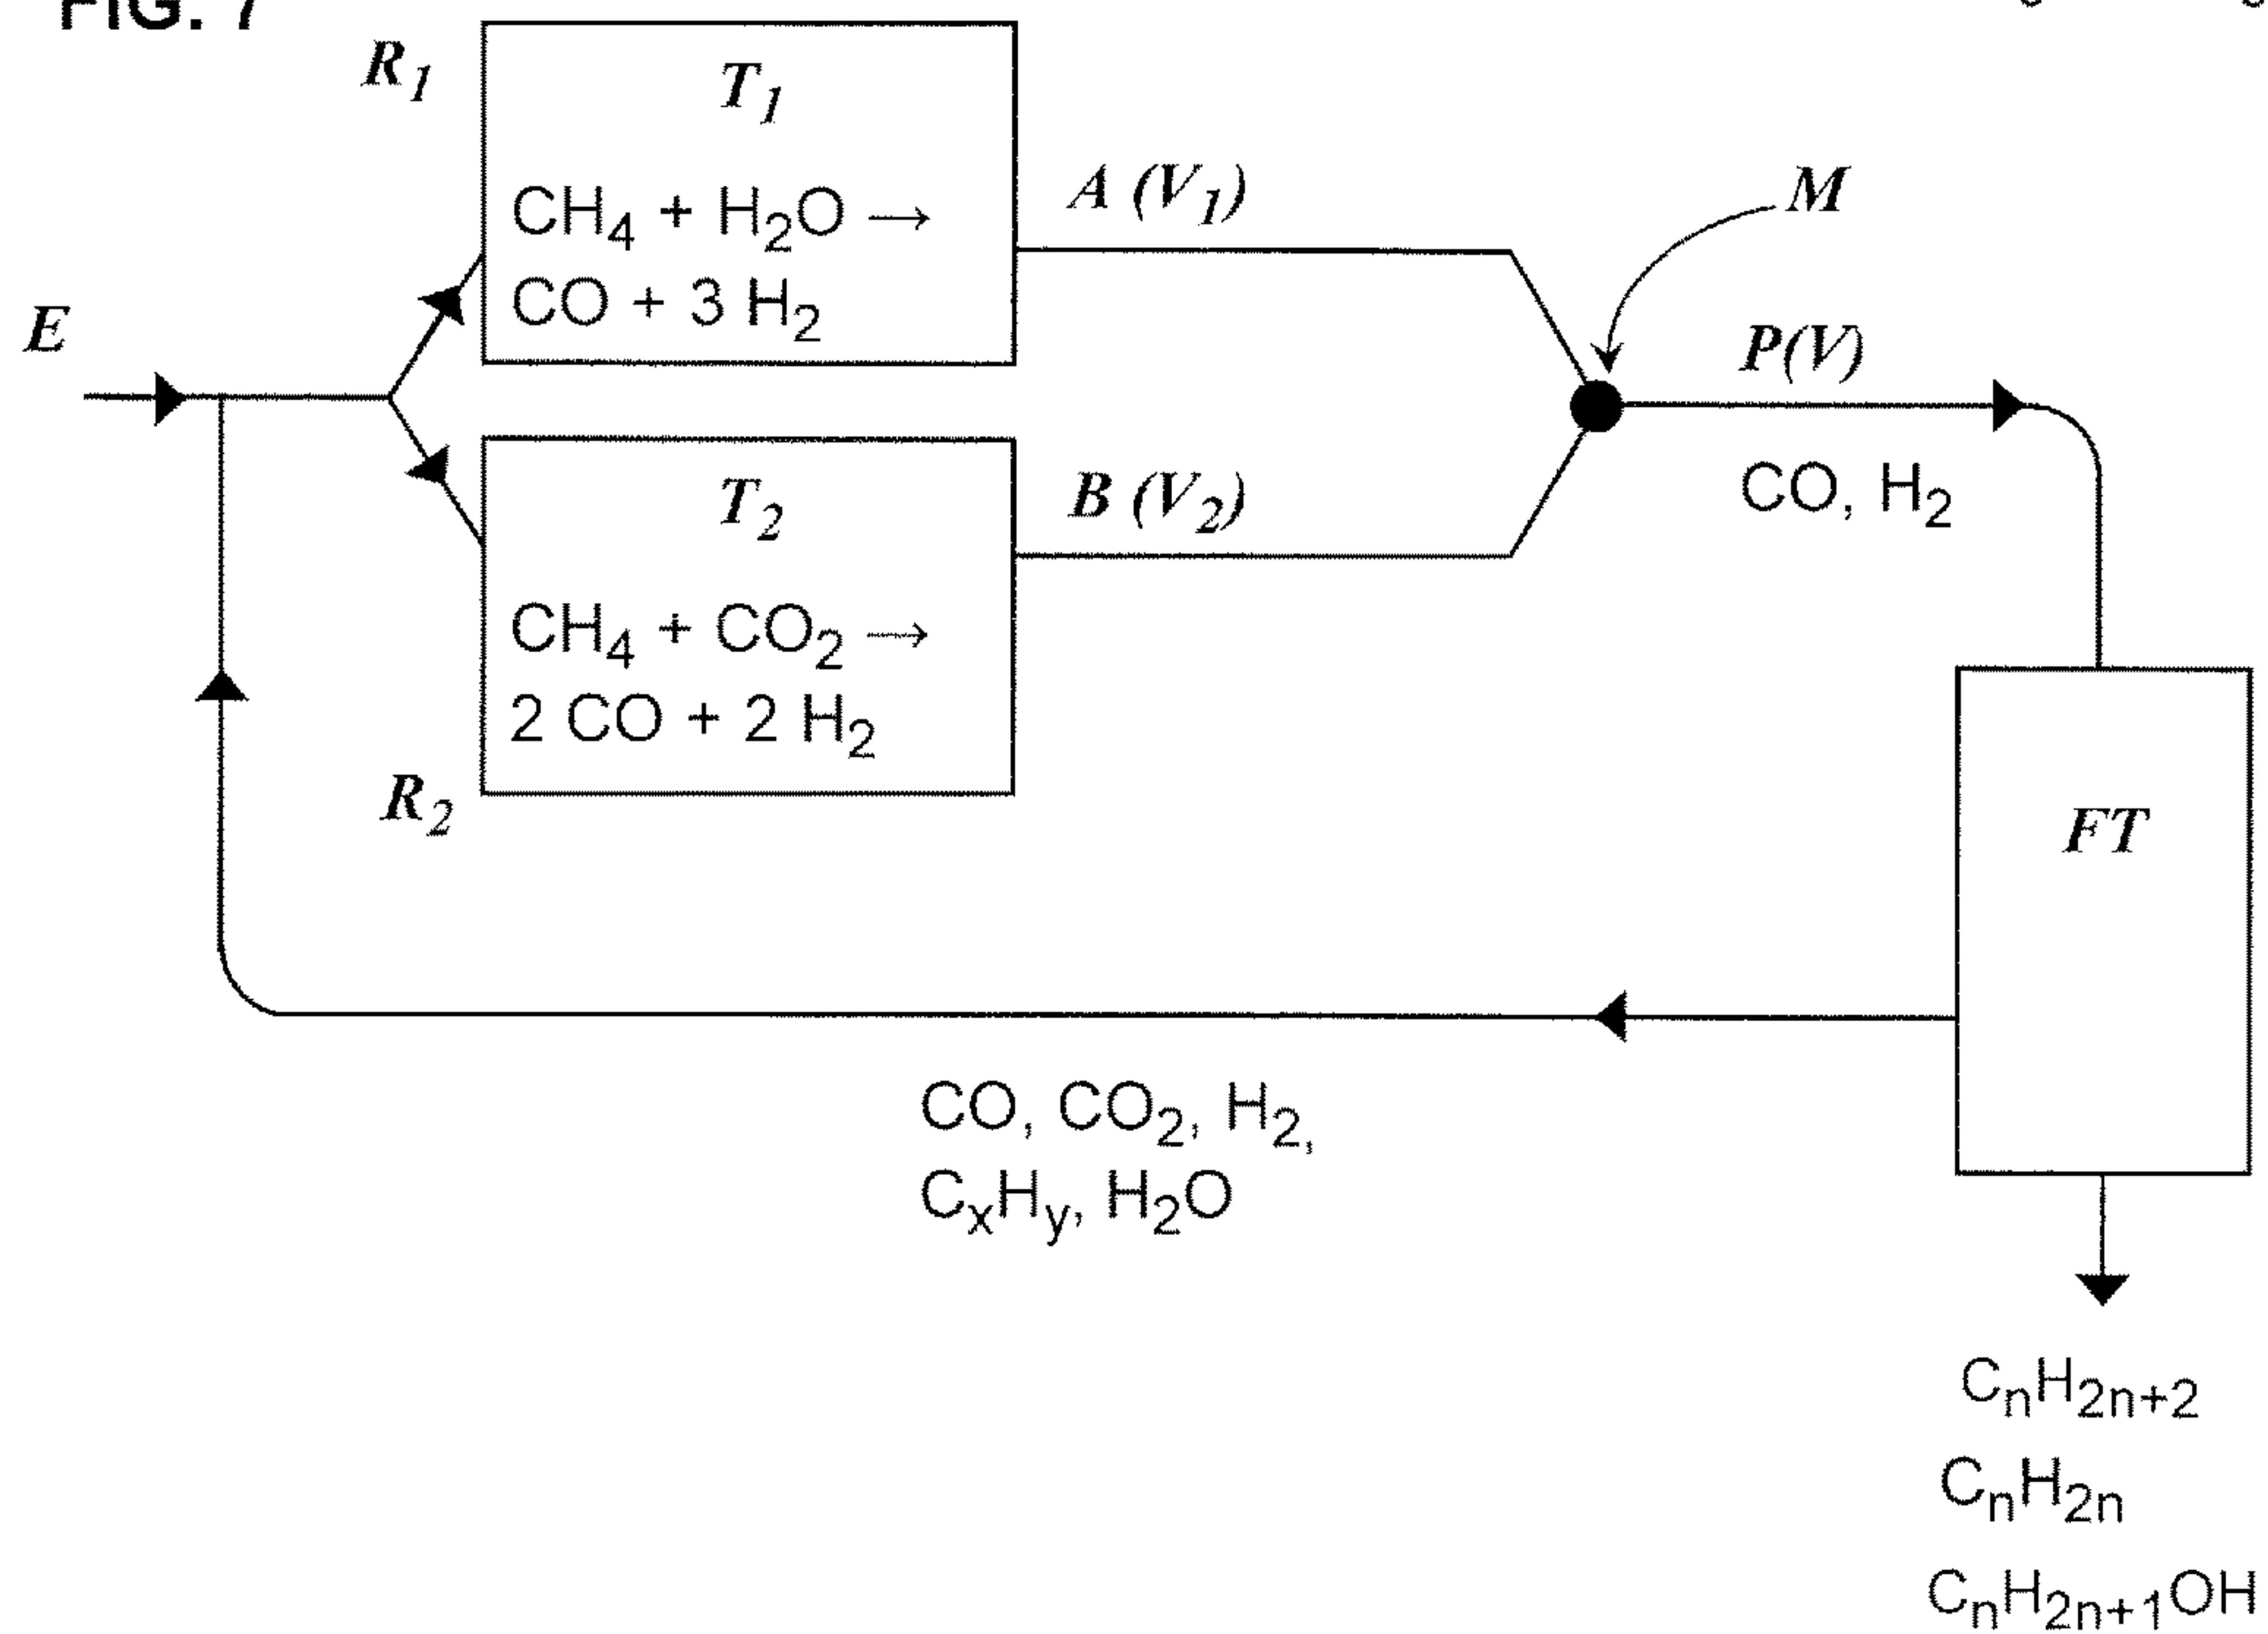 FIG. 7
R₁
T₁
CH₄ + H₂O →
CO + 3 H₂
A (V₁)
M
E
P(V)
CO, H₂
T₂
B (V₂)
CH₄ + CO₂ →
2 CO + 2 H₂
R₂
FT
CO, CO₂, H₂,
CₓHᵧ, H₂O
CₙH₂ₙ₊₂
CₙH₂ₙ
CₙH₂ₙ₊₁OH